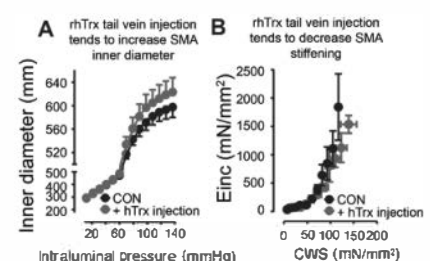 A
rhTrx tail vein injection
tends to increase SMA
inner diameter
Inner diameter (mm)
640
600
560
520
500
400
300
200
CON
+ hTrx injection
20 60 100 140
Intraluminal pressure (mmHg)
B
rhTrx tail vein injection
tends to decrease SMA
stiffening
Einc (mN/mm²)
2500
2000
1500
1000
500
0
CON
+ hTrx injection
0 50 100 150 200
CWS (mN/mm²)